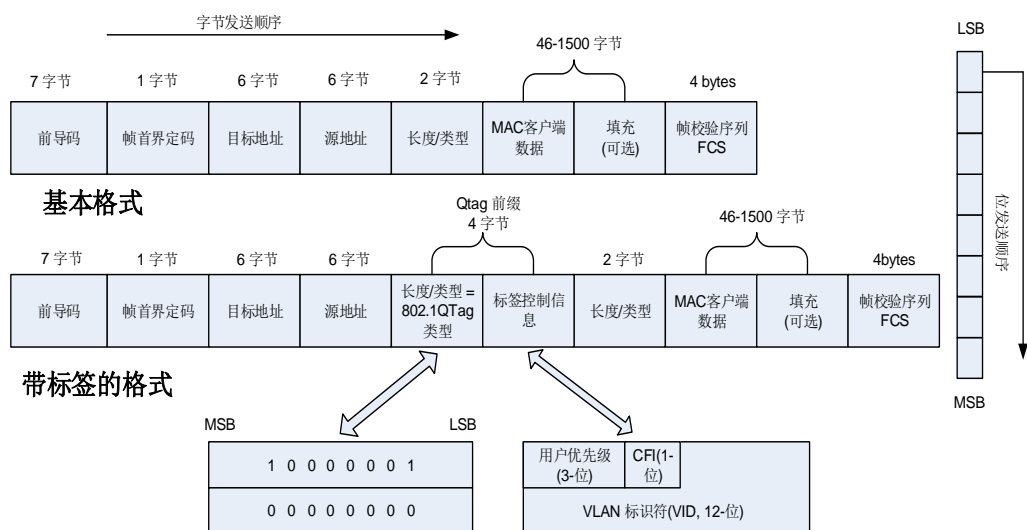 字节发送顺序
46-1500 字节
7 字节 1 字节 6 字节 6 字节 2 字节 4 bytes
前导码 帧首界定码 目标地址 源地址 长度/类型 MAC客户端 填充 帧校验序列
数据 (可选) FCS
基本格式
Qtag 前缀
4 字节
46-1500 字节
7 字节 1 字节 6 字节 6 字节 2 字节 4bytes
前导码 帧首界定码 目标地址 源地址 长度/类型 = 标签控制信 长度/类型 MAC客户端 填充 帧校验序列
802.1QTag 息 数据 (可选) FCS
类型
带标签的格式
MSB LSB
1 0 0 0 0 0 0 1
0 0 0 0 0 0 0 0
用户优先级 CFI(1-
(3-位) 位)
VLAN 标识符(VID, 12-位)
LSB
位发送顺序
MSB